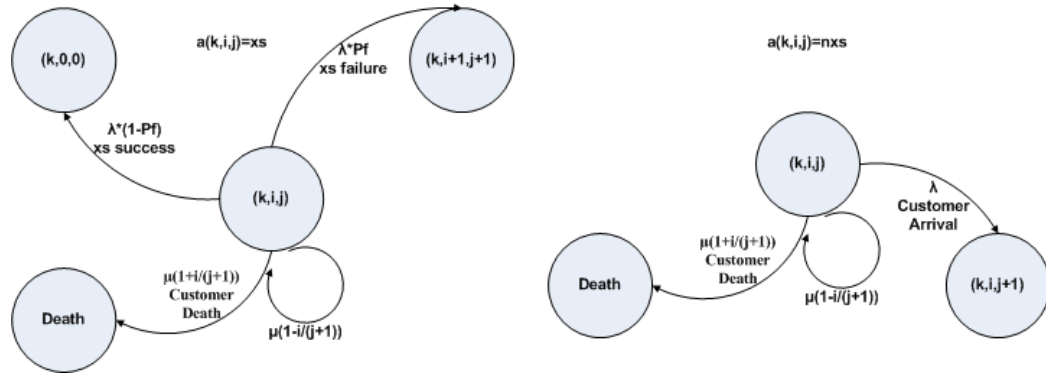 a(k,i,j)=xs
(k,0,0)
λ*Pf
xs failure
(k,i+1,j+1)
λ*(1-Pf)
xs success
(k,i,j)
μ(1+i/(j+1))
Customer
Death
Death
μ(1-i/(j+1))
a(k,i,j)=nxs
(k,i,j)
λ
Customer
Arrival
μ(1+i/(j+1))
Customer
Death
Death
μ(1-i/(j+1))
(k,i,j+1)